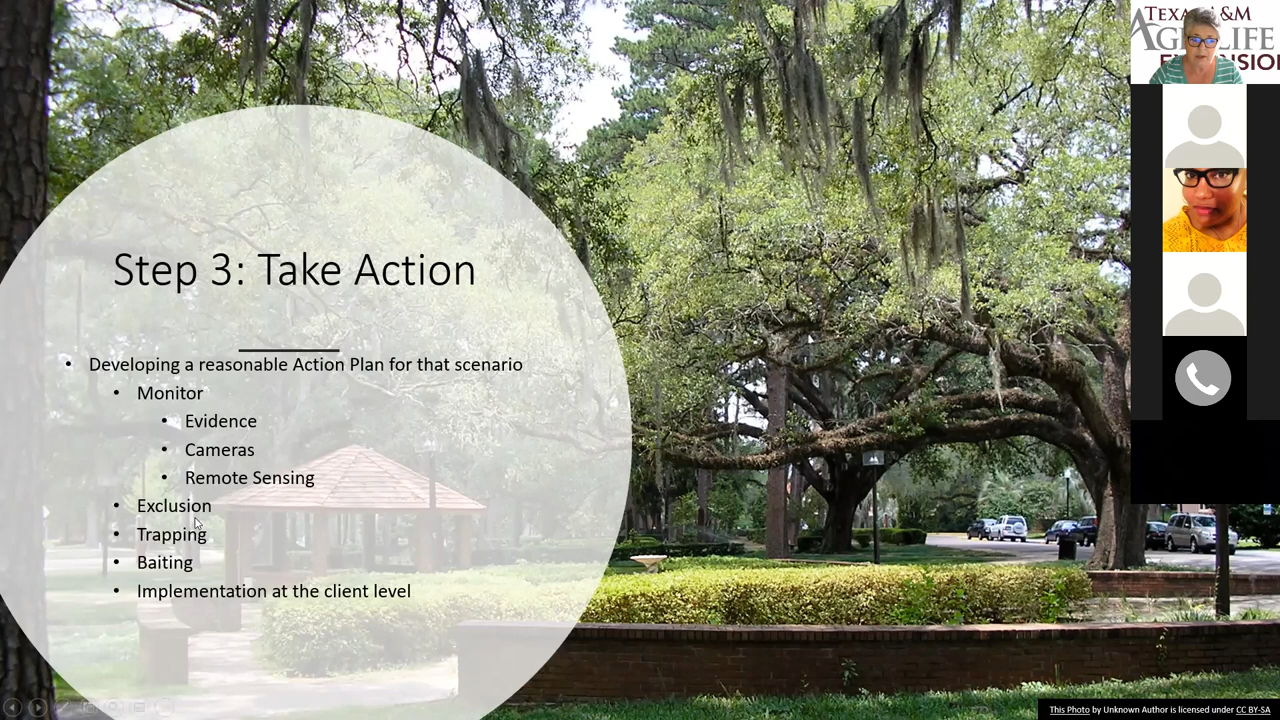 Step 3: Take Action
• Developing a reasonable Action Plan for that scenario
• Monitor
• Evidence
• Cameras
• Remote Sensing
• Exclusion
• Trapping
• Baiting
• Implementation at the client level
This Photo by Unknown Author is licensed under CC BY-SA